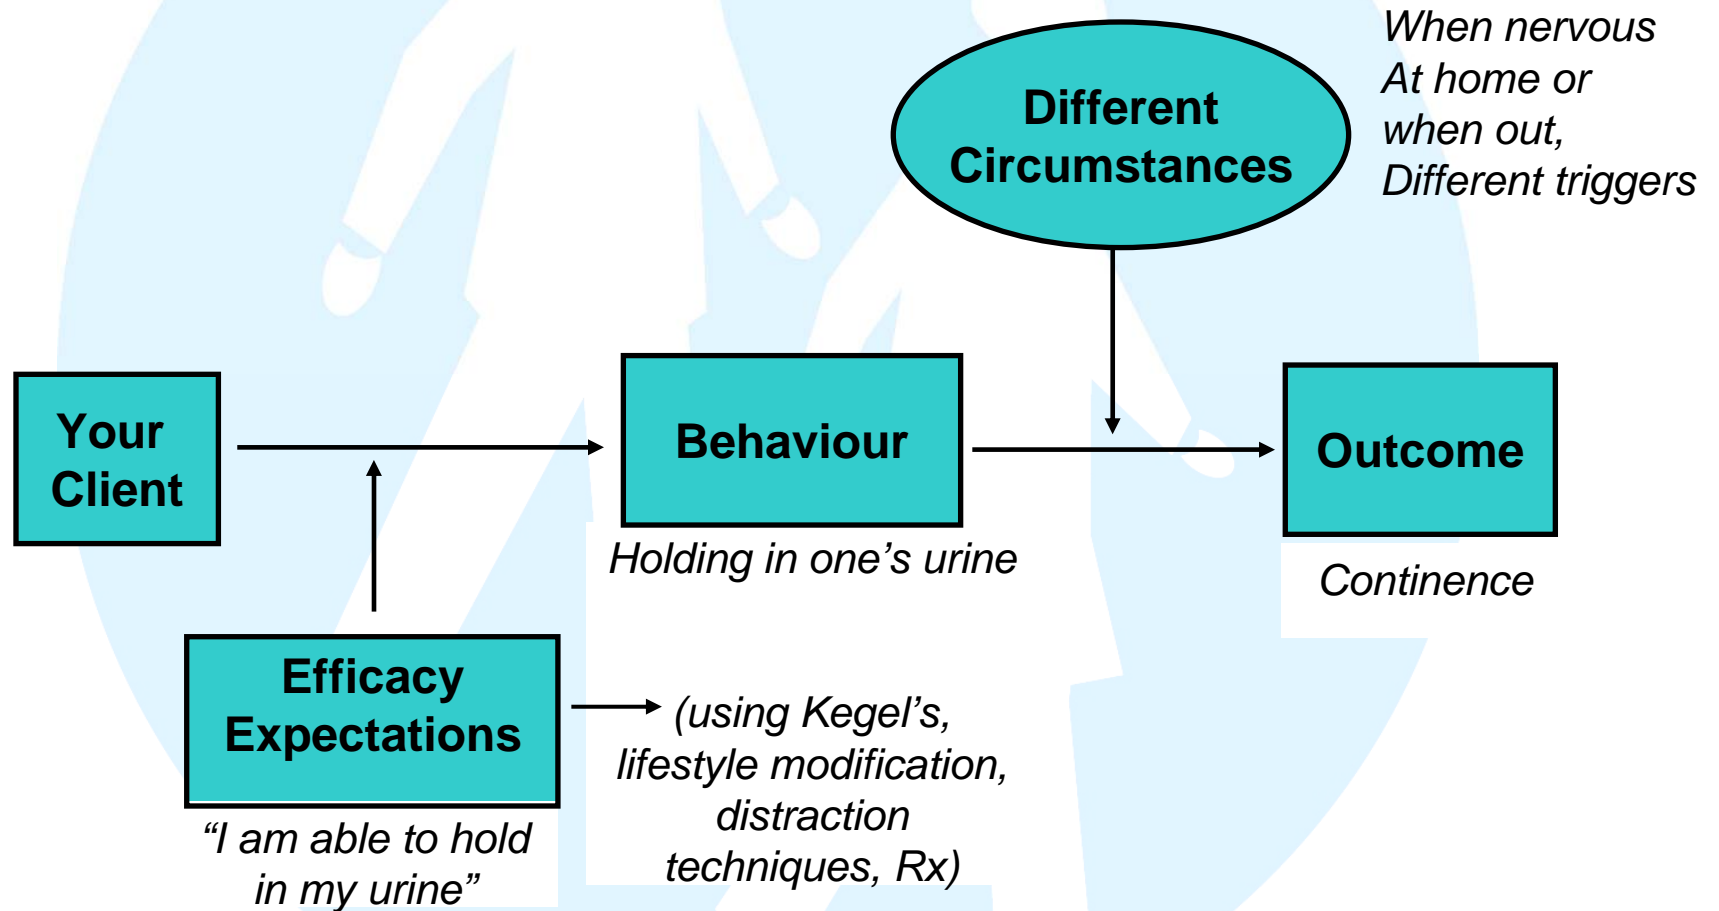 When nervous
At home or
when out,
Different triggers
Different
Circumstances
Your
Client
Behaviour
Outcome
Holding in one’s urine
Continence
Efficacy
Expectations
(using Kegel’s,
lifestyle modification,
distraction
techniques, Rx)
“I am able to hold
in my urine”